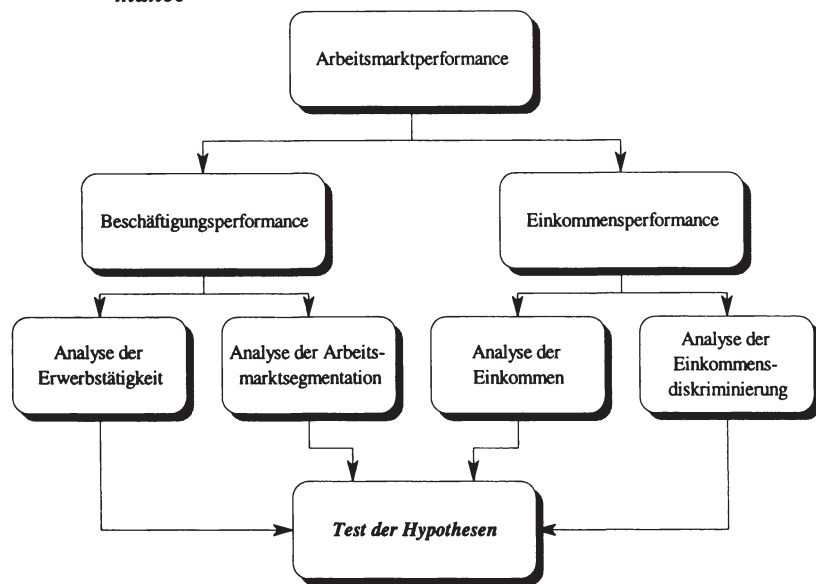 Arbeitsmarktperformance
Beschäftigungsperformance
Einkommensperformance
Analyse der
Erwerbstätigkeit
Analyse der Arbeits-
marktsegmentation
Analyse der
Einkommen
Analyse der
Einkommens-
diskriminierung
Test der Hypothesen